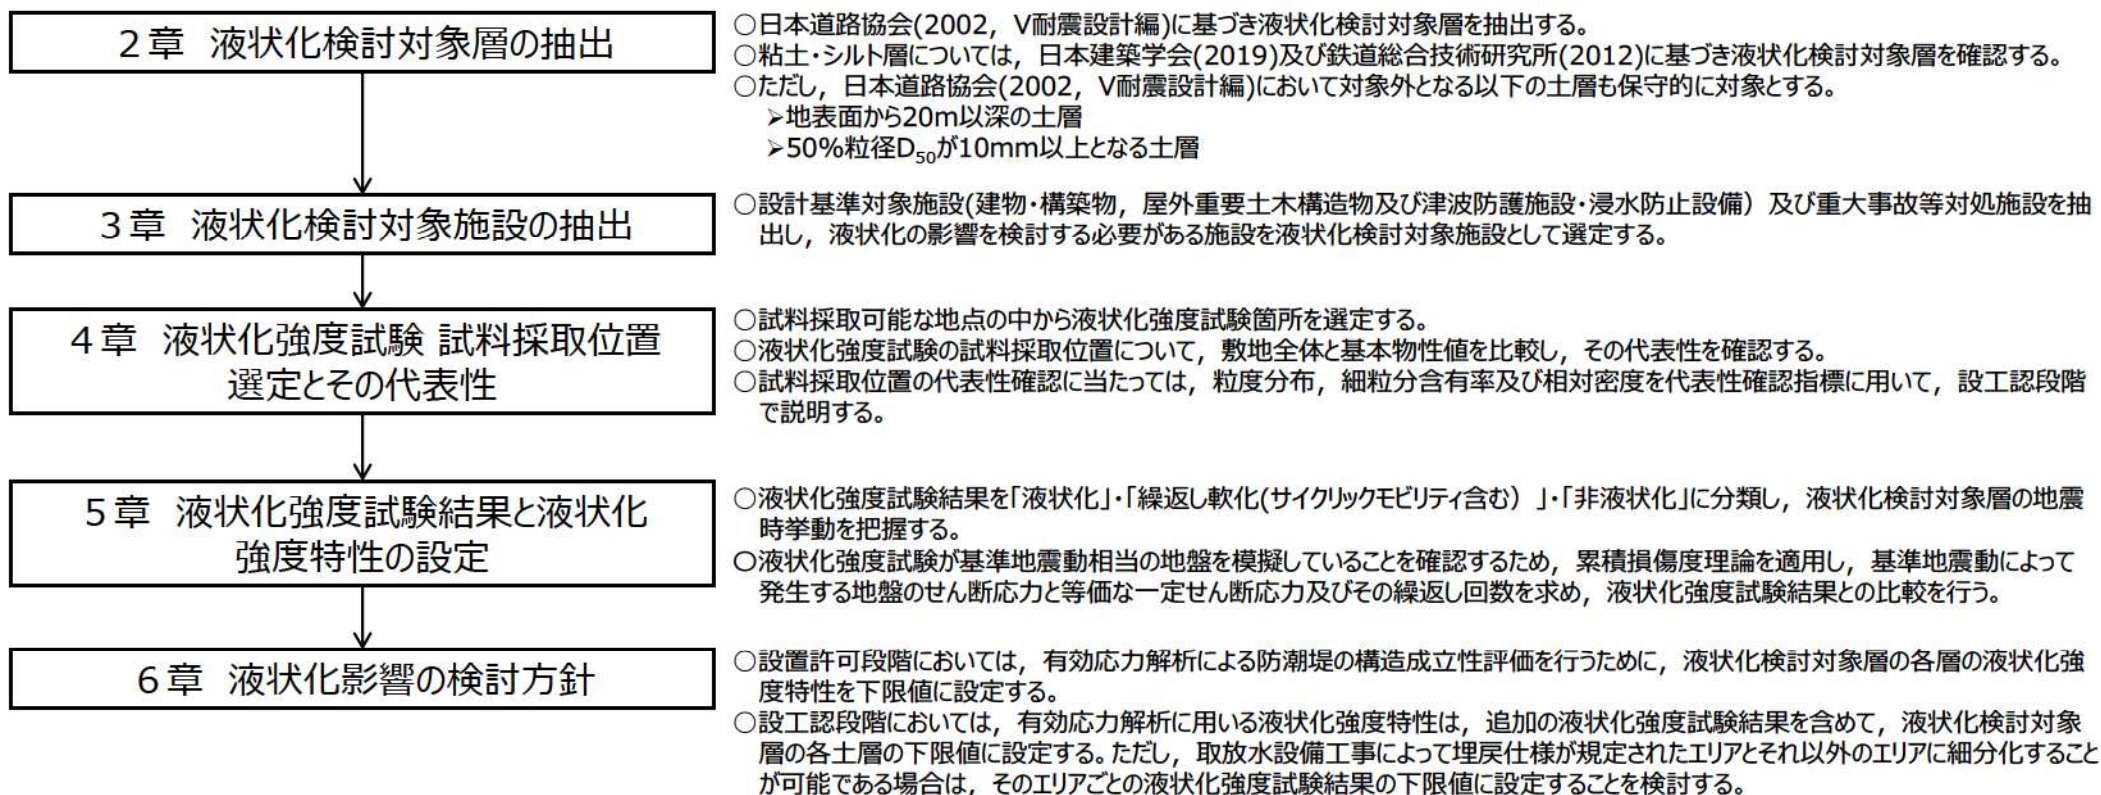 ２章 液状化検討対象層の抽出
○日本道路協会(2002，Ⅴ耐震設計編)に基づき液状化検討対象層を抽出する。
○粘土・シルト層については，日本建築学会(2019)及び鉄道総合技術研究所(2012)に基づき液状化検討対象層を確認する。
○ただし，日本道路協会(2002，Ⅴ耐震設計編)において対象外となる以下の土層も保守的に対象とする。
➢地表面から20m以深の土層
➢50%粒径D50が10mm以上となる土層
３章 液状化検討対象施設の抽出
○設計基準対象施設(建物・構築物，屋外重要土木構造物及び津波防護施設・浸水防止設備）及び重大事故等対処施設を抽
出し，液状化の影響を検討する必要がある施設を液状化検討対象施設として選定する。
４章 液状化強度試験 試料採取位置
選定とその代表性
○試料採取可能な地点の中から液状化強度試験箇所を選定する。
○液状化強度試験の試料採取位置について，敷地全体と基本物性値を比較し，その代表性を確認する。
○試料採取位置の代表性確認に当たっては，粒度分布，細粒分含有率及び相対密度を代表性確認指標に用いて，設工認段階
で説明する。
５章 液状化強度試験結果と液状化
強度特性の設定
○液状化強度試験結果を「液状化」・「繰返し軟化(サイクリックモビリティ含む）」・「非液状化」に分類し，液状化検討対象層の地震
時挙動を把握する。
○液状化強度試験が基準地震動相当の地盤を模擬していることを確認するため，累積損傷度理論を適用し，基準地震動によって
発生する地盤のせん断応力と等価な一定せん断応力及びその繰返し回数を求め，液状化強度試験結果との比較を行う。
６章 液状化影響の検討方針
○設置許可段階においては，有効応力解析による防潮堤の構造成立性評価を行うために，液状化検討対象層の各層の液状化強
度特性を下限値に設定する。
○設工認段階においては，有効応力解析に用いる液状化強度特性は，追加の液状化強度試験結果を含めて，液状化検討対象
層の各土層の下限値に設定する。ただし，取放水設備工事によって埋戻仕様が規定されたエリアとそれ以外のエリアに細分化すること
が可能である場合は，そのエリアごとの液状化強度試験結果の下限値に設定することを検討する。